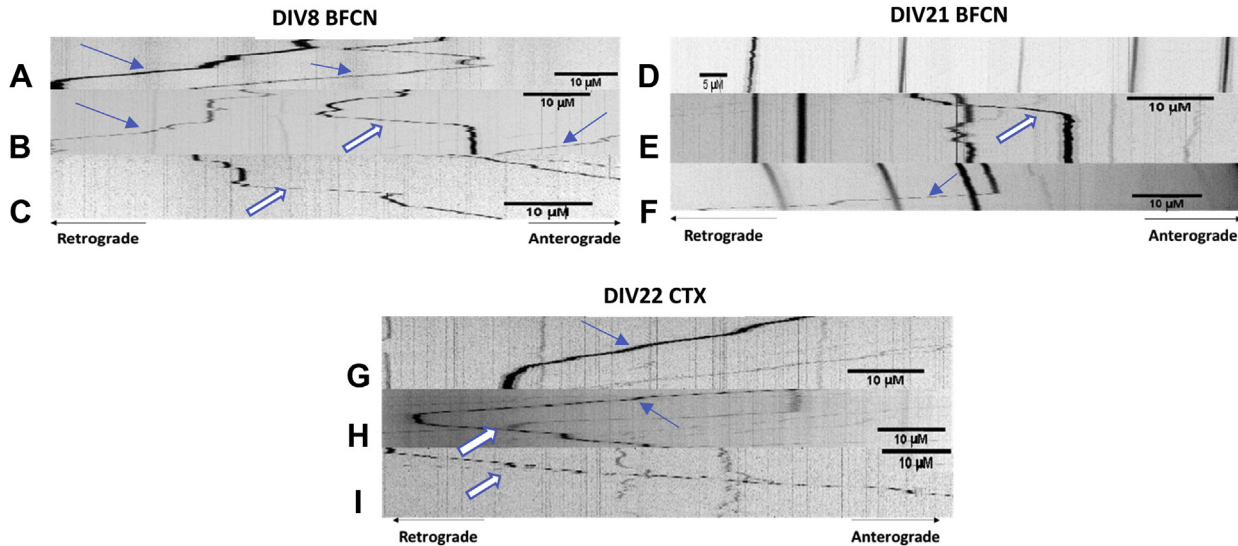 DIV8 BFCN
A
10 µM
10 µM
B
C
10 µM
Retrograde
Anterograde
DIV21 BFCN
D
5 µM
10 µM
E
F
10 µM
Retrograde
Anterograde
DIV22 CTX
G
10 µM
H
10 µM
10 µM
I
Retrograde
Anterograde